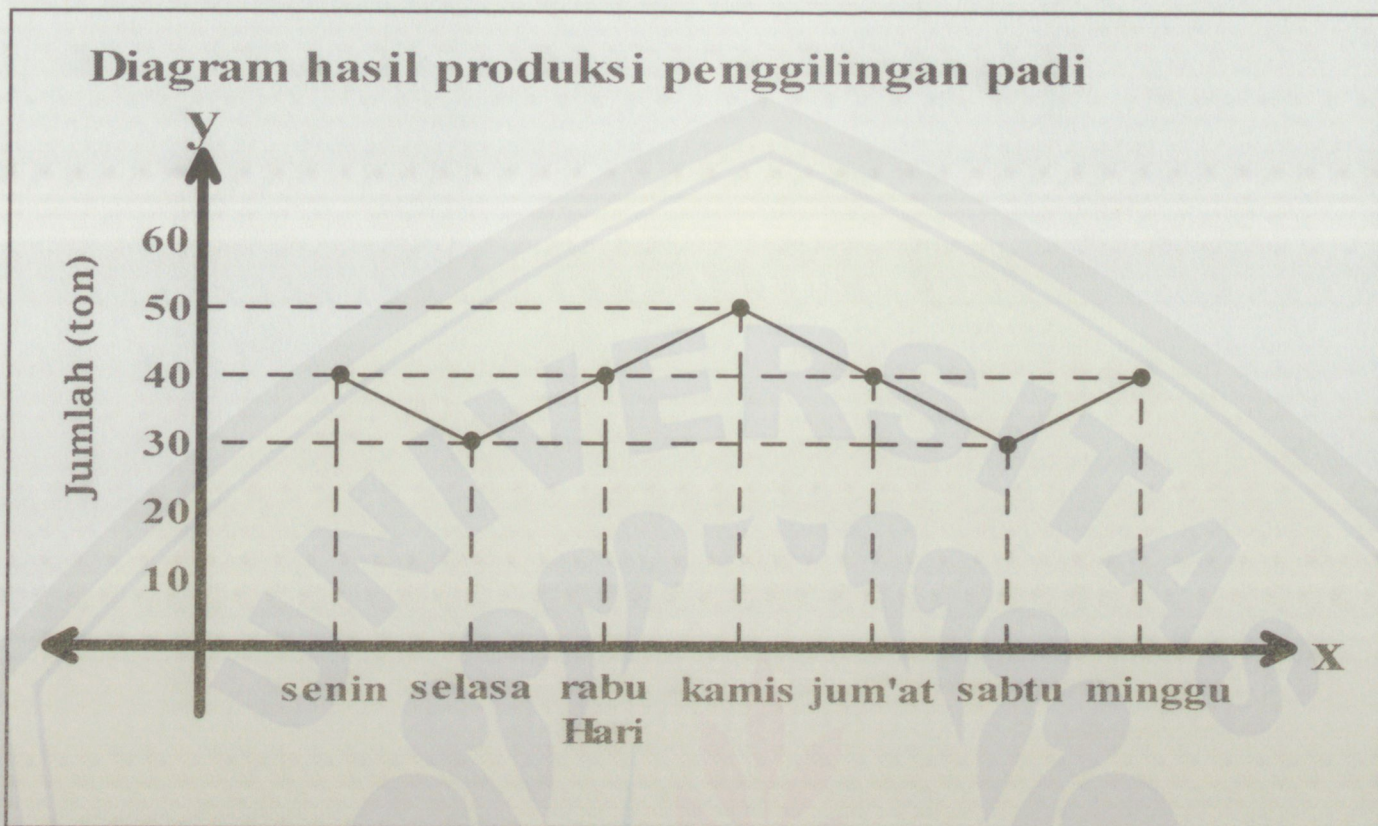 Diagram hasil produksi penggilingan padi
y
60
50
40
30
20
10
Jumlah (ton)
x
senin selasa rabu kamis jum'at sabtu minggu
Hari
UNIVERSITAS